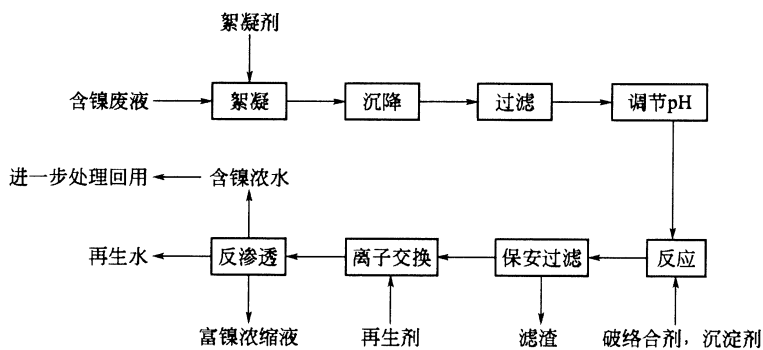 絮凝剂
含镍废液
絮凝
沉降
过滤
调节pH
进一步处理回用
含镍浓水
再生水
反渗透
离子交换
保安过滤
反应
富镍浓缩液
再生剂
滤渣
破络合剂，沉淀剂